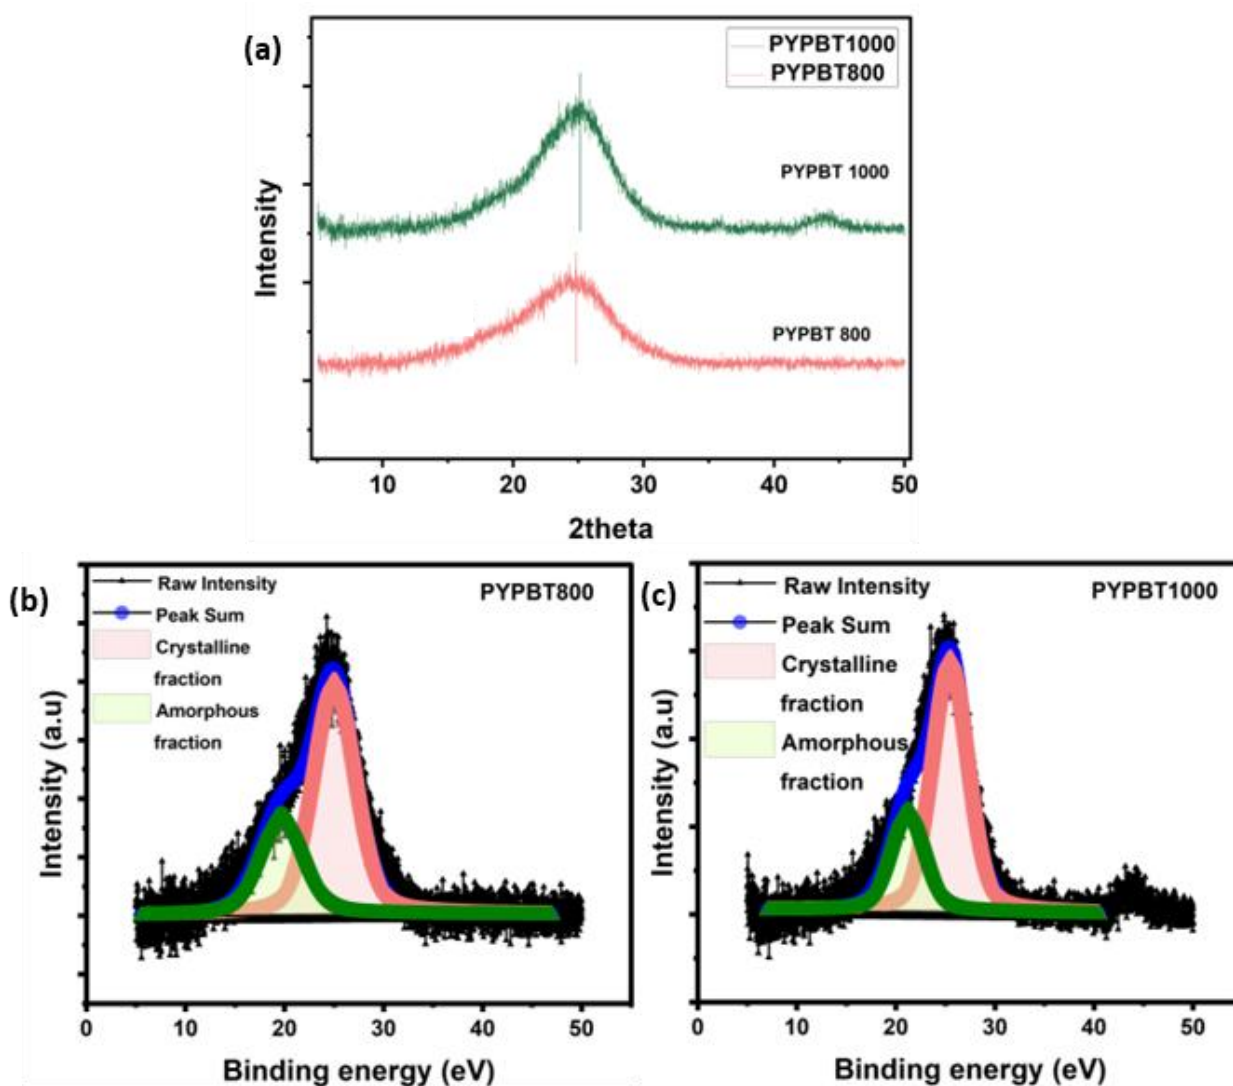 (a)
PYPBT1000
PYPBT800
PYPBT 1000
PYPBT 800
Intensity
10 20 30 40 50
2theta
(b)
Raw Intensity
Peak Sum
Crystalline
fraction
Amorphous
fraction
PYPBT800
Intensity (a.u)
0 10 20 30 40 50
Binding energy (eV)
(c)
Raw Intensity
Peak Sum
Crystalline
fraction
Amorphous
fraction
PYPBT1000
Intensity (a.u)
0 10 20 30 40 50
Binding energy (eV)